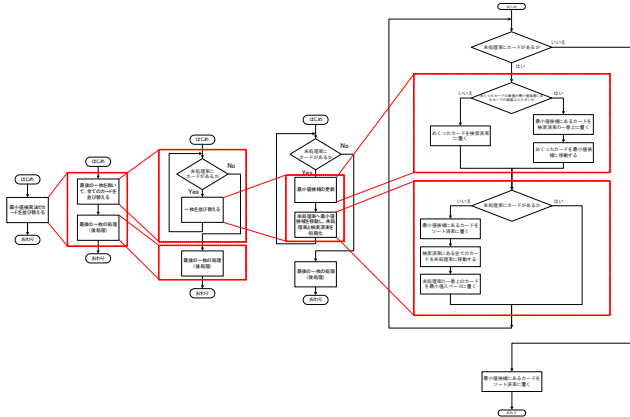 はじめ
最小値検索法でカ
ードを並び替える
おわり
はじめ
最後の一枚を除い
て、全てのカードを
並び替える
最後の一枚の処理
(後処理)
おわり
はじめ
未処理束に
カードがあるか
No
Yes
一枚を並び替える
最後の一枚の処理
(後処理)
おわり
はじめ
未処理束に
カードがあるか
No
Yes
最小値候補の更新
未処理束へ最小値
候補を移動し、未処
理束と検索済束を
初期化
最後の一枚の処理
(後処理)
おわり
はじめ
未処理束にカードがあるか
いいえ
はい
いいえ
はい
めくったカードを検索済束
に置く
最小値候補にあるカードを
検索済束の一番上に置く
めくったカードを最小値候
補に移動する
未処理束にカードがあるか
いいえ
はい
最小値候補にあるカードを
ソート済束に置く
検索済束にある全てのカー
ドを未処理束に移動する
未処理束の一番上のカード
を最小値スペースに置く
最小値候補にあるカードを
ソート済束に置く
おわり